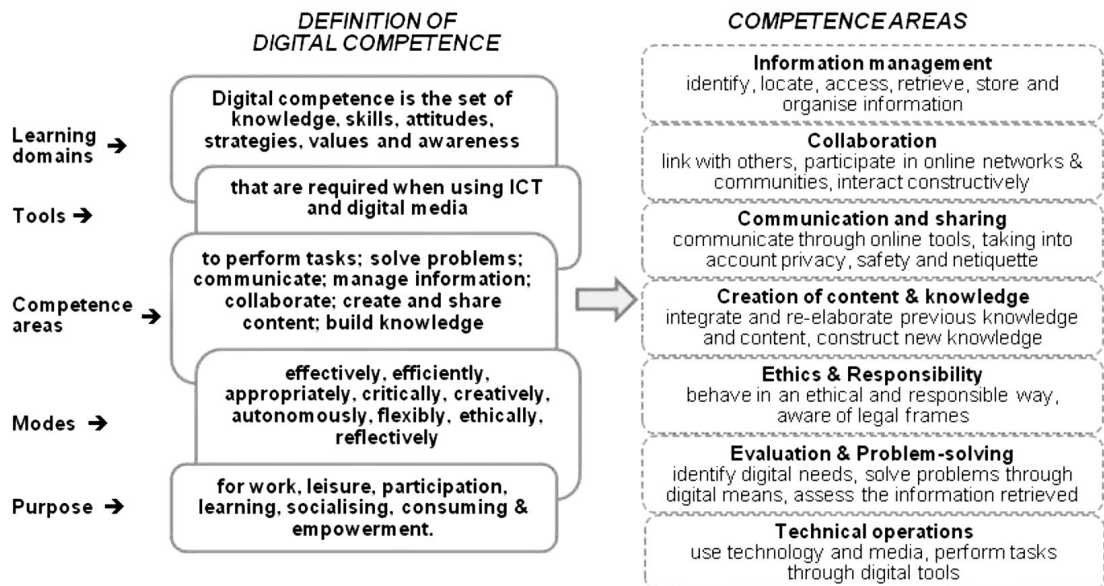 DEFINITION OF
DIGITAL COMPETENCE
Learning
domains →
Digital competence is the set of
knowledge, skills, attitudes,
strategies, values and awareness
Tools →
that are required when using ICT
and digital media
Competence
areas →
to perform tasks; solve problems;
communicate; manage information;
collaborate; create and share
content; build knowledge
Modes →
effectively, efficiently,
appropriately, critically, creatively,
autonomously, flexibly, ethically,
reflectively
Purpose →
for work, leisure, participation,
learning, socialising, consuming &
empowerment.
COMPETENCE AREAS
Information management
identify, locate, access, retrieve, store and
organise information
Collaboration
link with others, participate in online networks &
communities, interact constructively
Communication and sharing
communicate through online tools, taking into
account privacy, safety and netiquette
Creation of content & knowledge
integrate and re-elaborate previous knowledge
and content, construct new knowledge
Ethics & Responsibility
behave in an ethical and responsible way,
aware of legal frames
Evaluation & Problem-solving
identify digital needs, solve problems through
digital means, assess the information retrieved
Technical operations
use technology and media, perform tasks
through digital tools